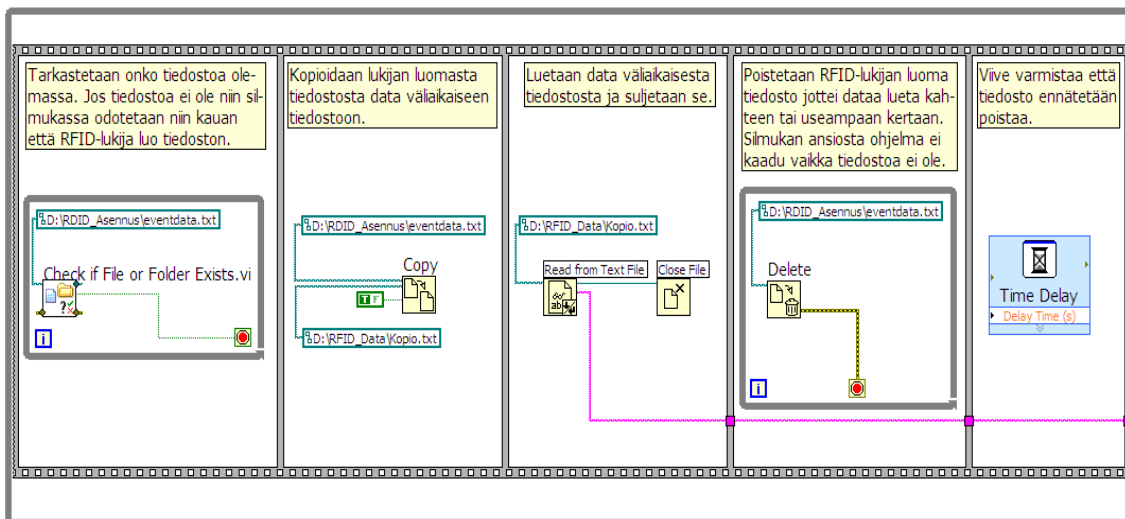 Tarkastetaan onko tiedostoa ole-
massa. Jos tiedostoa ei ole niin sil-
mukassa odotetaan niin kauan
että RFID-lukija luo tiedoston.
D:\RDID_Asennus\eventdata.txt
Check if File or Folder Exists.vi
i
Kopioidaan lukijan luomasta
tiedostosta data väliaikaiseen
tiedostoon.
D:\RDID_Asennus\eventdata.txt
Copy
T F
D:\RFID_Data\Kopio.txt
Luetaan data väliaikaisesta
tiedostosta ja suljetaan se.
D:\RFID_Data\Kopio.txt
Read from Text File
Close File
ab
Poistetaan RFID-lukijan luoma
tiedosto jottei dataa lueta kah-
teen tai useampaan kertaan.
Silmukan ansiosta ohjelma ei
kaadu vaikka tiedostoa ei ole.
D:\RDID_Asennus\eventdata.txt
Delete
i
Viive varmistaa että
tiedosto ennätetään
poistaa.
Time Delay
Delay Time (s)